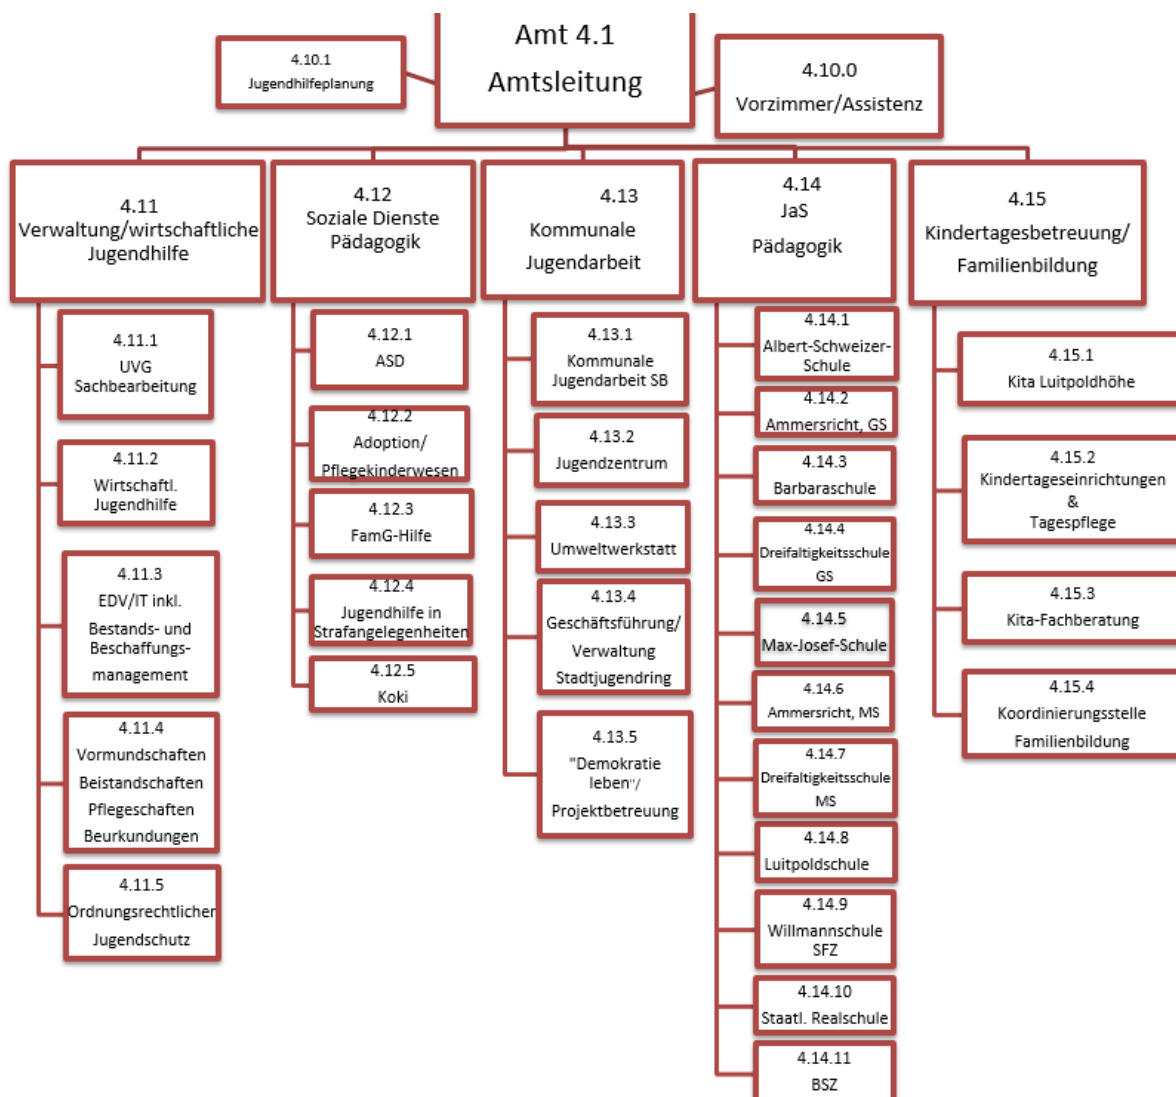 Amt 4.1
Amtsleitung
4.10.1
Jugendhilfeplanung
4.10.0
Vorzimmer/Assistenz
4.11
Verwaltung/wirtschaftliche
Jugendhilfe
4.11.1
UVG
Sachbearbeitung
4.11.2
Wirtschaftl.
Jugendhilfe
4.11.3
EDV/IT inkl.
Bestands- und
Beschaffungs-
management
4.11.4
Vormundschaften
Beistandschaften
Pflegeschaften
Beurkundungen
4.11.5
Ordnungsrechtlicher
Jugendschutz
4.12
Soziale Dienste
Pädagogik
4.12.1
ASD
4.12.2
Adoption/
Pflegekinderwesen
4.12.3
FamG-Hilfe
4.12.4
Jugendhilfe in
Strafangelegenheiten
4.12.5
Koki
4.13
Kommunale
Jugendarbeit
4.13.1
Kommunale
Jugendarbeit SB
4.13.2
Jugendzentrum
4.13.3
Umweltwerkstatt
4.13.4
Geschäftsführung/
Verwaltung
Stadtjugendring
4.13.5
"Demokratie
leben"/
Projektbetreuung
4.14
JaS
Pädagogik
4.14.1
Albert-Schweizer-
Schule
4.14.2
Ammersricht, GS
4.14.3
Barbaraschule
4.14.4
Dreifaltigkeitsschule
GS
4.14.5
Max-Josef-Schule
4.14.6
Ammersricht, MS
4.14.7
Dreifaltigkeitsschule
MS
4.14.8
Luitpoldschule
4.14.9
Willmannschule
SFZ
4.14.10
Staatl. Realschule
4.14.11
BSZ
4.15
Kindertagesbetreuung/
Familienbildung
4.15.1
Kita Luitpoldhöhe
4.15.2
Kindertageseinrichtungen
&
Tagespflege
4.15.3
Kita-Fachberatung
4.15.4
Koordinierungsstelle
Familienbildung